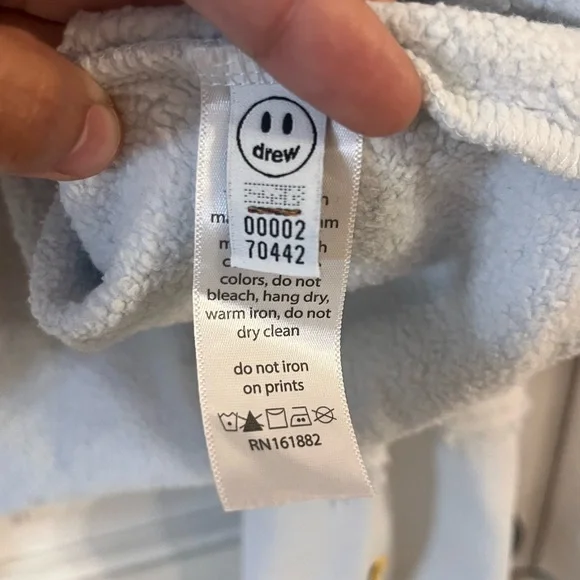 drew
00002
70442
colors, do not
bleach, hang dry,
warm iron, do not
dry clean
do not iron
on prints
RN161882